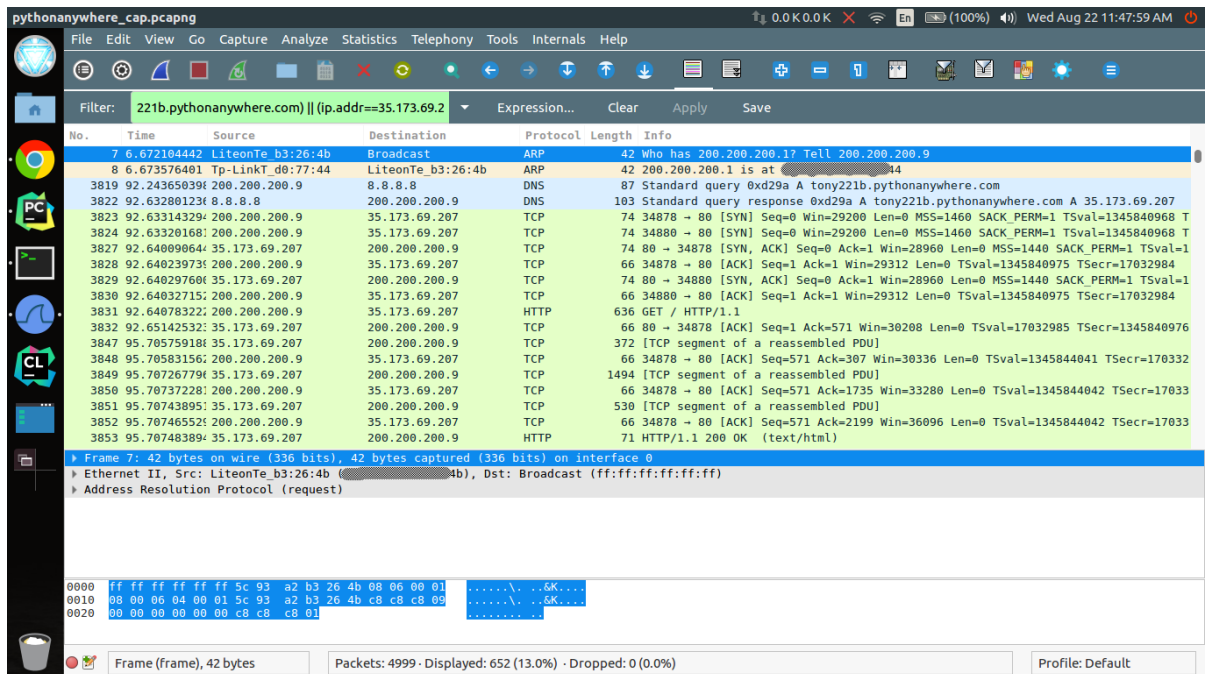 pythonanywhere_cap.pcapng 0.0 K 0.0 K En (100%) Wed Aug 22 11:47:59 AM
File Edit View Go Capture Analyze Statistics Telephony Tools Internals Help
Filter: 221b.pythonanywhere.com) || (ip.addr==35.173.69.2 Expression... Clear Apply Save
No. Time Source Destination Protocol Length Info
7 6.672104442 LiteonTe_b3:26:4b Broadcast ARP 42 Who has 200.200.200.1? Tell 200.200.200.9
8 6.673576401 Tp-LinkT_d0:77:44 LiteonTe_b3:26:4b ARP 42 200.200.200.1 is at 44
3819 92.243650398 200.200.200.9 8.8.8.8 DNS 87 Standard query 0xd29a A tony221b.pythonanywhere.com
3822 92.632801236 8.8.8.8 200.200.200.9 DNS 103 Standard query response 0xd29a A tony221b.pythonanywhere.com A 35.173.69.207
3823 92.633143294 200.200.200.9 35.173.69.207 TCP 74 34878 → 80 [SYN] Seq=0 Win=29200 Len=0 MSS=1460 SACK_PERM=1 TSval=1345840968 T
3824 92.633201681 200.200.200.9 35.173.69.207 TCP 74 34880 → 80 [SYN] Seq=0 Win=29200 Len=0 MSS=1460 SACK_PERM=1 TSval=1345840968 T
3827 92.640090644 35.173.69.207 200.200.200.9 TCP 74 80 → 34878 [SYN, ACK] Seq=0 Ack=1 Win=28960 Len=0 MSS=1440 SACK_PERM=1 TSval=1
3828 92.640239739 200.200.200.9 35.173.69.207 TCP 66 34878 → 80 [ACK] Seq=1 Ack=1 Win=29312 Len=0 TSval=1345840975 TSecr=17032984
3829 92.640297600 35.173.69.207 200.200.200.9 TCP 74 80 → 34880 [SYN, ACK] Seq=0 Ack=1 Win=28960 Len=0 MSS=1440 SACK_PERM=1 TSval=1
3830 92.640327152 200.200.200.9 35.173.69.207 TCP 66 34880 → 80 [ACK] Seq=1 Ack=1 Win=29312 Len=0 TSval=1345840975 TSecr=17032984
3831 92.640783222 200.200.200.9 35.173.69.207 HTTP 636 GET / HTTP/1.1
3832 92.651425323 35.173.69.207 200.200.200.9 TCP 66 80 → 34878 [ACK] Seq=1 Ack=571 Win=30208 Len=0 TSval=17032985 TSecr=1345840976
3847 95.705759188 35.173.69.207 200.200.200.9 TCP 372 [TCP segment of a reassembled PDU]
3848 95.705831562 200.200.200.9 35.173.69.207 TCP 66 34878 → 80 [ACK] Seq=571 Ack=307 Win=30336 Len=0 TSval=1345844041 TSecr=170332
3849 95.707267796 35.173.69.207 200.200.200.9 TCP 1494 [TCP segment of a reassembled PDU]
3850 95.707372281 200.200.200.9 35.173.69.207 TCP 66 34878 → 80 [ACK] Seq=571 Ack=1735 Win=33280 Len=0 TSval=1345844042 TSecr=17033
3851 95.707438951 35.173.69.207 200.200.200.9 TCP 530 [TCP segment of a reassembled PDU]
3852 95.707465529 200.200.200.9 35.173.69.207 TCP 66 34878 → 80 [ACK] Seq=571 Ack=2199 Win=36096 Len=0 TSval=1345844042 TSecr=17033
3853 95.707483894 35.173.69.207 200.200.200.9 HTTP 71 HTTP/1.1 200 OK (text/html)
Frame 7: 42 bytes on wire (336 bits), 42 bytes captured (336 bits) on interface 0
Ethernet II, Src: LiteonTe_b3:26:4b ( 4b), Dst: Broadcast (ff:ff:ff:ff:ff:ff)
Address Resolution Protocol (request)
0000 ff ff ff ff ff ff 5c 93 a2 b3 26 4b 08 06 00 01 ......\. ..&K....
0010 08 00 06 04 00 01 5c 93 a2 b3 26 4b c8 c8 c8 09 ......\. ..&K....
0020 00 00 00 00 00 00 c8 c8 c8 01 ........ ..
Frame (frame), 42 bytes Packets: 4999 · Displayed: 652 (13.0%) · Dropped: 0 (0.0%) Profile: Default
PC
CL